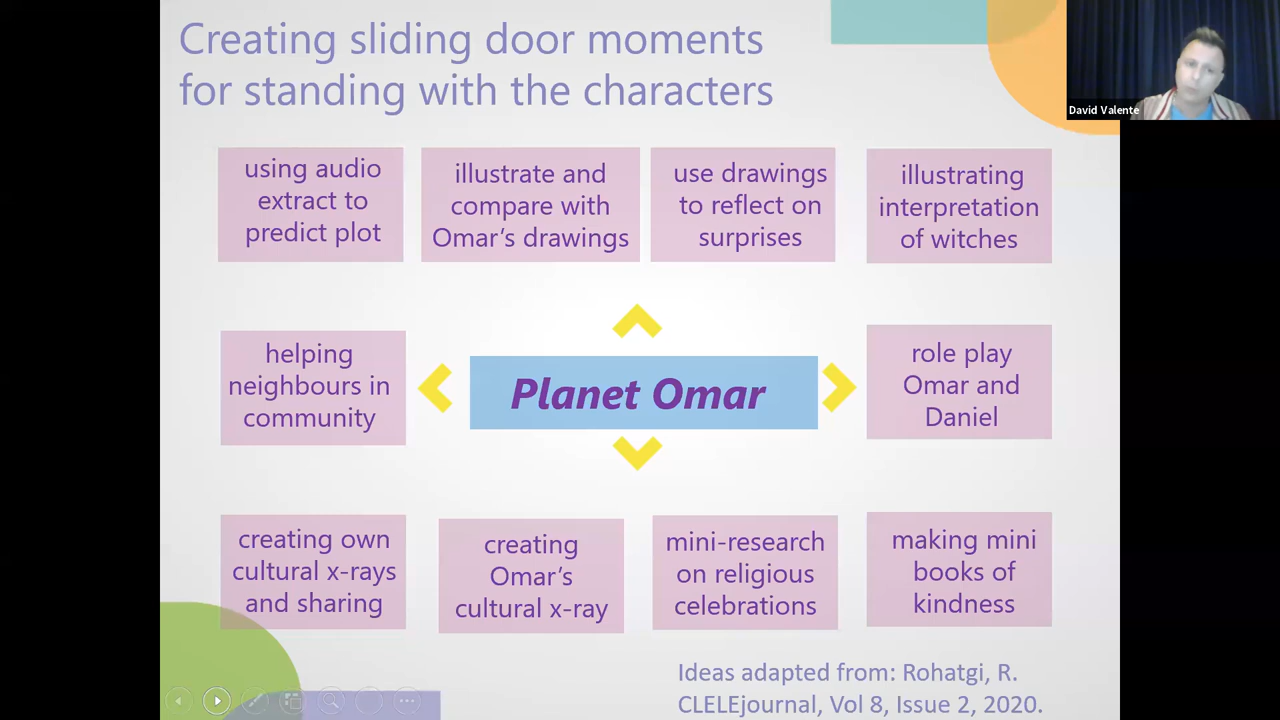 Creating sliding door moments
for standing with the characters
David Valente
using audio
extract to
predict plot
illustrate and
compare with
Omar's drawings
use drawings
to reflect on
surprises
illustrating
interpretation
of witches
helping
neighbours in
community
Planet Omar
role play
Omar and
Daniel
creating own
cultural x-rays
and sharing
creating
Omar's
cultural x-ray
mini-research
on religious
celebrations
making mini
books of
kindness
Ideas adapted from: Rohatgi, R.
CLELEjournal, Vol 8, Issue 2, 2020.